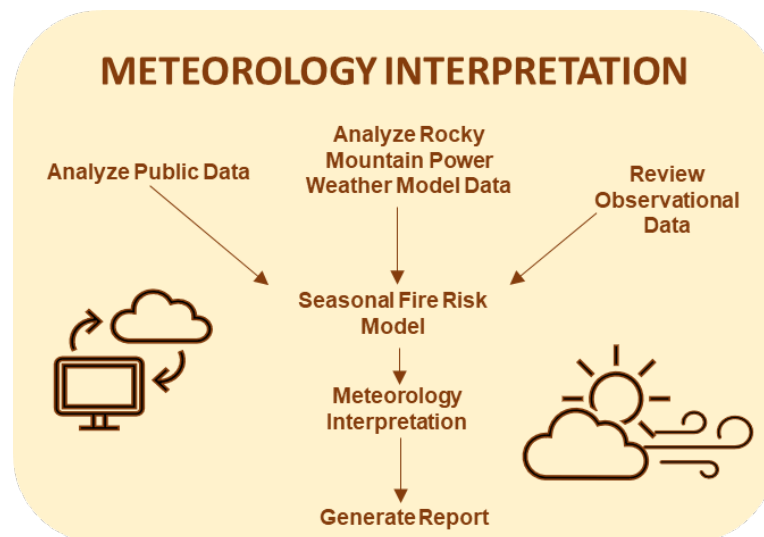 METEOROLOGY INTERPRETATION
Analyze Public Data
Analyze Rocky
Mountain Power
Weather Model Data
Review
Observational
Data
Seasonal Fire Risk
Model
Meteorology
Interpretation
Generate Report